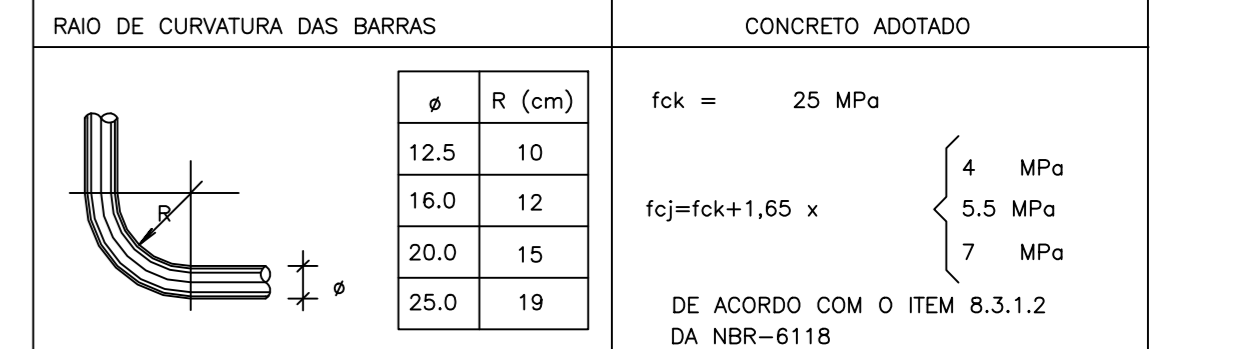 RAIO DE CURVATURA DAS BARRAS
R
ø
ø R (cm)
12.5 10
16.0 12
20.0 15
25.0 19
CONCRETO ADOTADO
fck = 25 MPa
4 MPa
fcj=fck+1,65 x 5.5 MPa
7 MPa
DE ACORDO COM O ITEM 8.3.1.2
DA NBR-6118